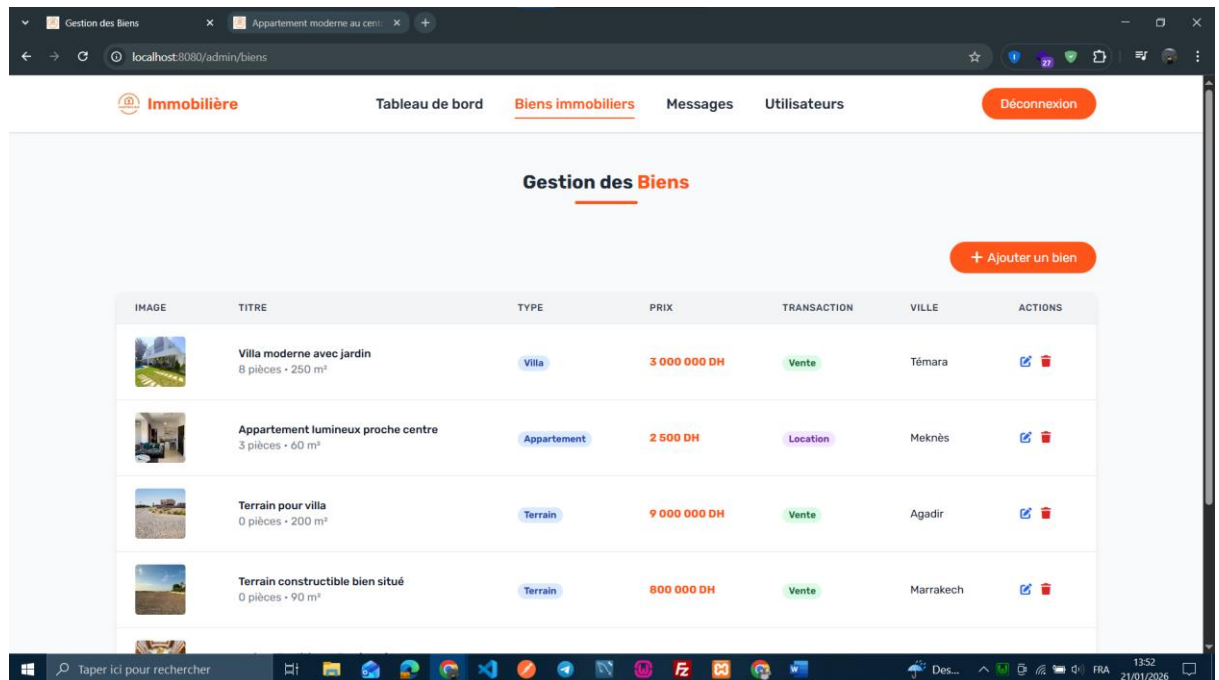 Gestion des Biens
Appartement moderne au cent
localhost:8080/admin/biens
27
Immobilière
Tableau de bord
Biens immobiliers
Messages
Utilisateurs
Déconnexion
Gestion des Biens
+ Ajouter un bien
IMAGE TITRE TYPE PRIX TRANSACTION VILLE ACTIONS
Villa moderne avec jardin
8 pièces • 250 m²
Villa 3 000 000 DH Vente Témara
Appartement lumineux proche centre
3 pièces • 60 m²
Appartement 2 500 DH Location Meknès
Terrain pour villa
0 pièces • 200 m²
Terrain 9 000 000 DH Vente Agadir
Terrain constructible bien situé
0 pièces • 90 m²
Terrain 800 000 DH Vente Marrakech
Taper ici pour rechercher
Des...
FRA
13:52
21/01/2026